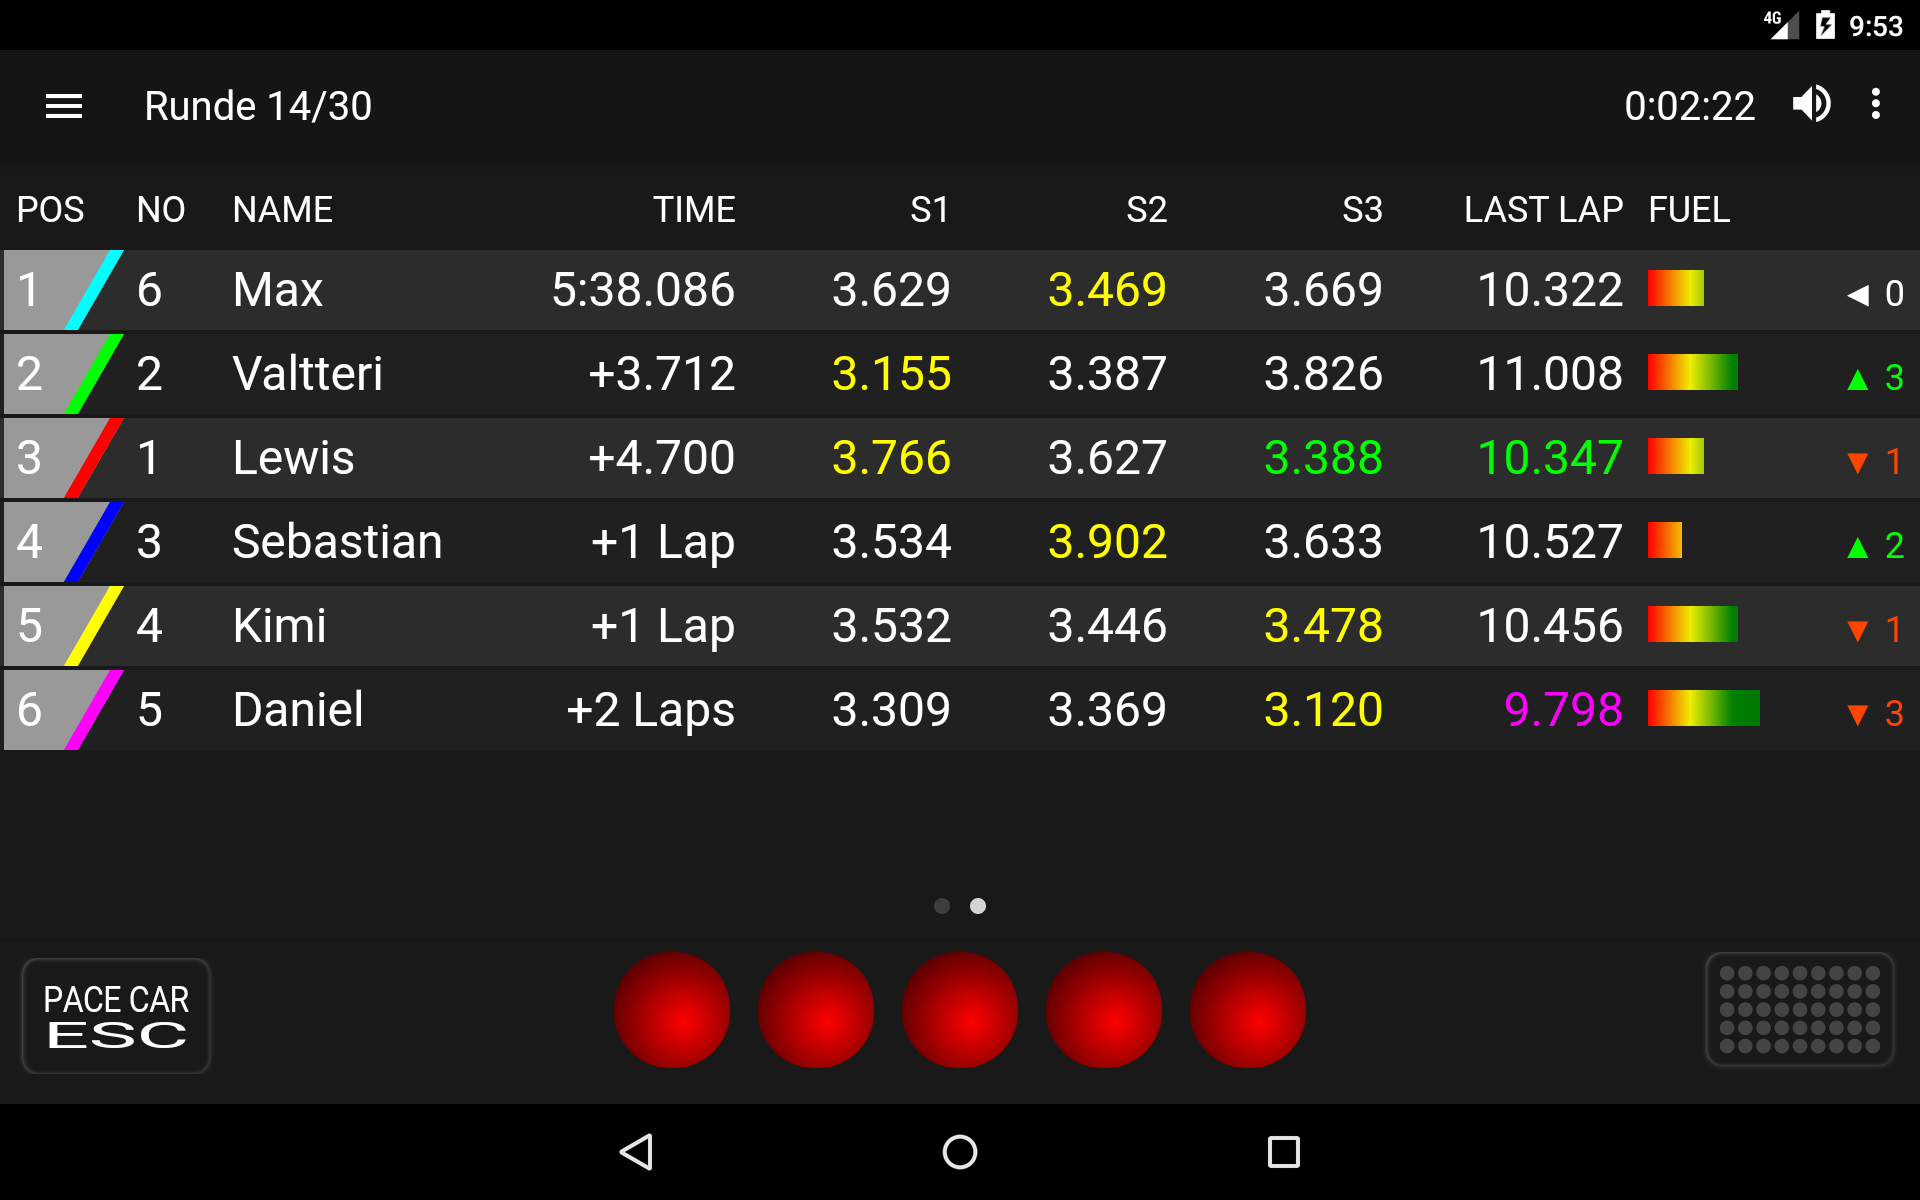 4G 9:53
Runde 14/30 0:02:22
POS NO NAME TIME S1 S2 S3 LAST LAP FUEL
1 6 Max 5:38.086 3.629 3.469 3.669 10.322 ◄ 0
2 2 Valtteri +3.712 3.155 3.387 3.826 11.008 ▲ 3
3 1 Lewis +4.700 3.766 3.627 3.388 10.347 ▼ 1
4 3 Sebastian +1 Lap 3.534 3.902 3.633 10.527 ▲ 2
5 4 Kimi +1 Lap 3.532 3.446 3.478 10.456 ▼ 1
6 5 Daniel +2 Laps 3.309 3.369 3.120 9.798 ▼ 3
PACE CAR
ESC